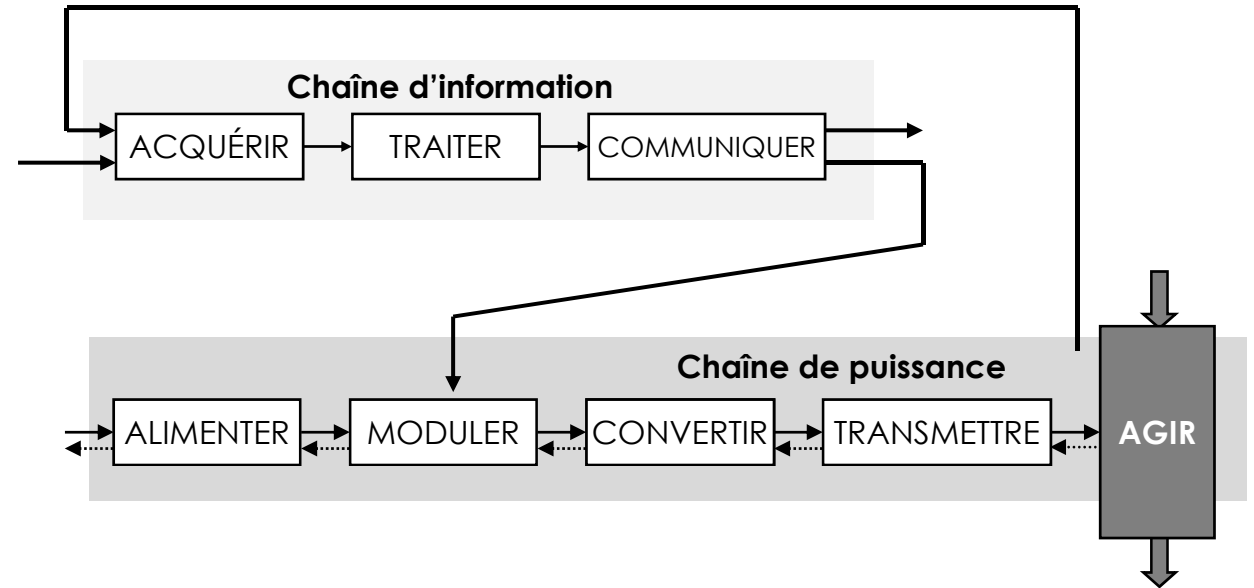 Chaîne d'information
ACQUÉRIR
TRAITER
COMMUNIQUER
Chaîne de puissance
ALIMENTER
MODULER
CONVERTIR
TRANSMETTRE
AGIR